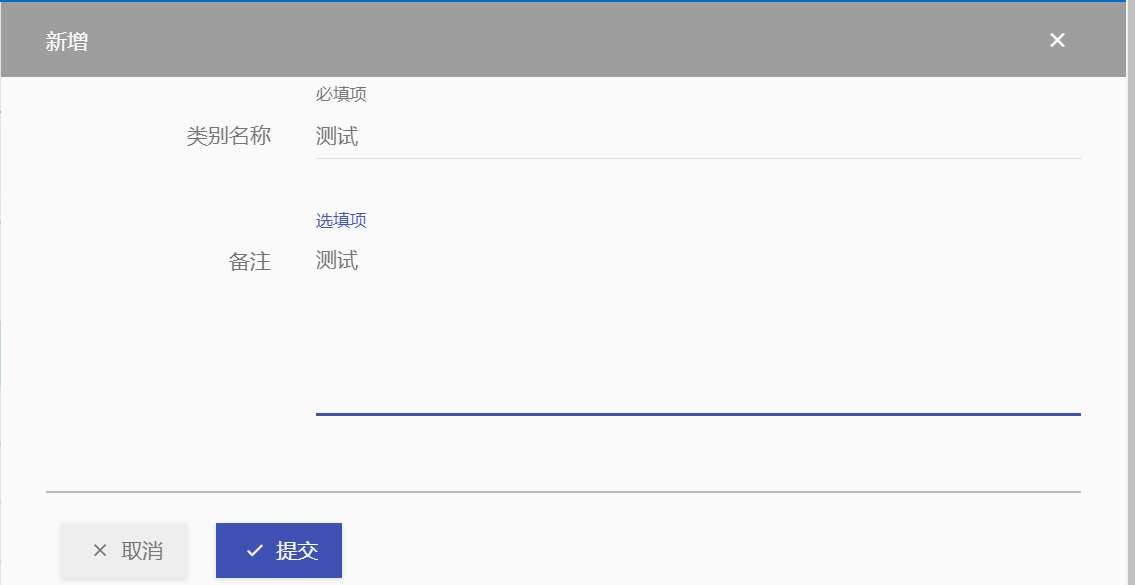 新增
必填项
类别名称 测试
选填项
备注 测试
取消 提交